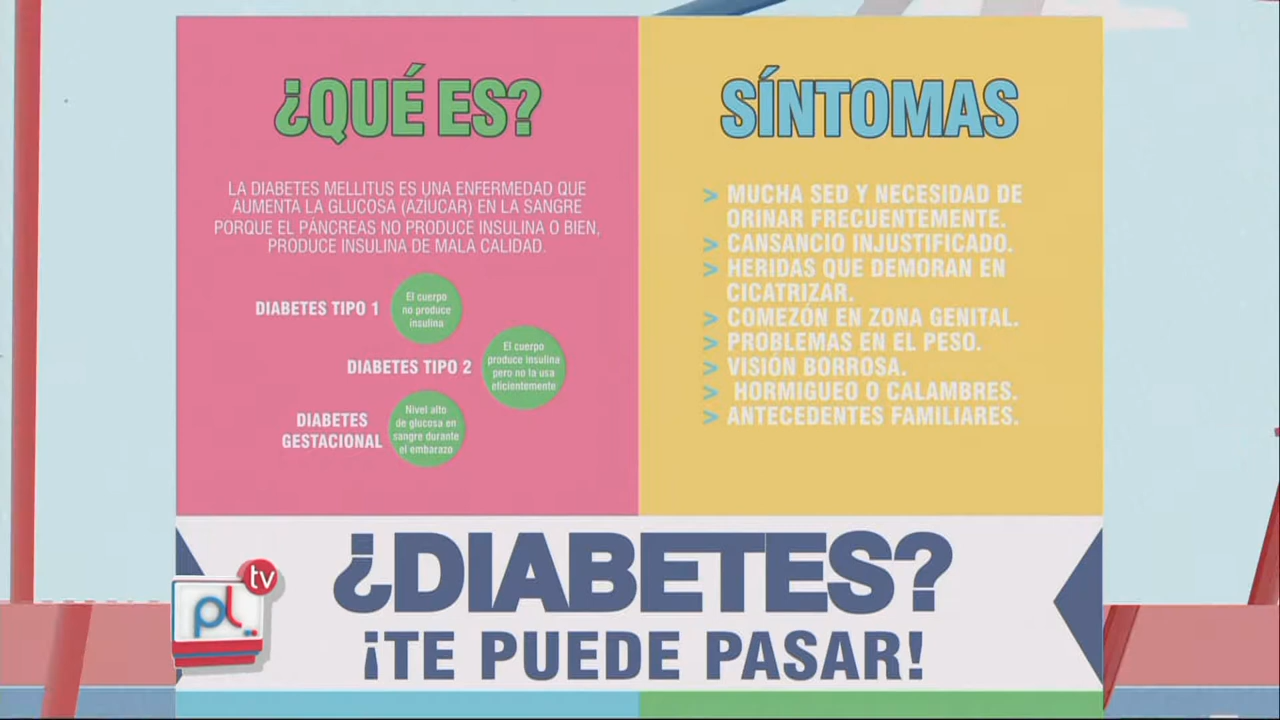 ¿QUÉ ES?
LA DIABETES MELLITUS ES UNA ENFERMEDAD QUE
AUMENTA LA GLUCOSA (AZÚCAR) EN LA SANGRE
PORQUE EL PÁNCREAS NO PRODUCE INSULINA O BIEN,
PRODUCE INSULINA DE MALA CALIDAD.
DIABETES TIPO 1
El cuerpo
no produce
insulina
DIABETES TIPO 2
El cuerpo
produce insulina
pero no la usa
eficientemente
DIABETES
GESTACIONAL
Nivel alto
de glucosa en
sangre durante
el embarazo
SÍNTOMAS
> MUCHA SED Y NECESIDAD DE
ORINAR FRECUENTEMENTE.
> CANSANCIO INJUSTIFICADO.
> HERIDAS QUE DEMORAN EN
CICATRIZAR.
> COMEZÓN EN ZONA GENITAL.
> PROBLEMAS EN EL PESO.
> VISIÓN BORROSA.
> HORMIGUEO O CALAMBRES.
> ANTECEDENTES FAMILIARES.
¿DIABETES?
¡TE PUEDE PASAR!
pl
tv